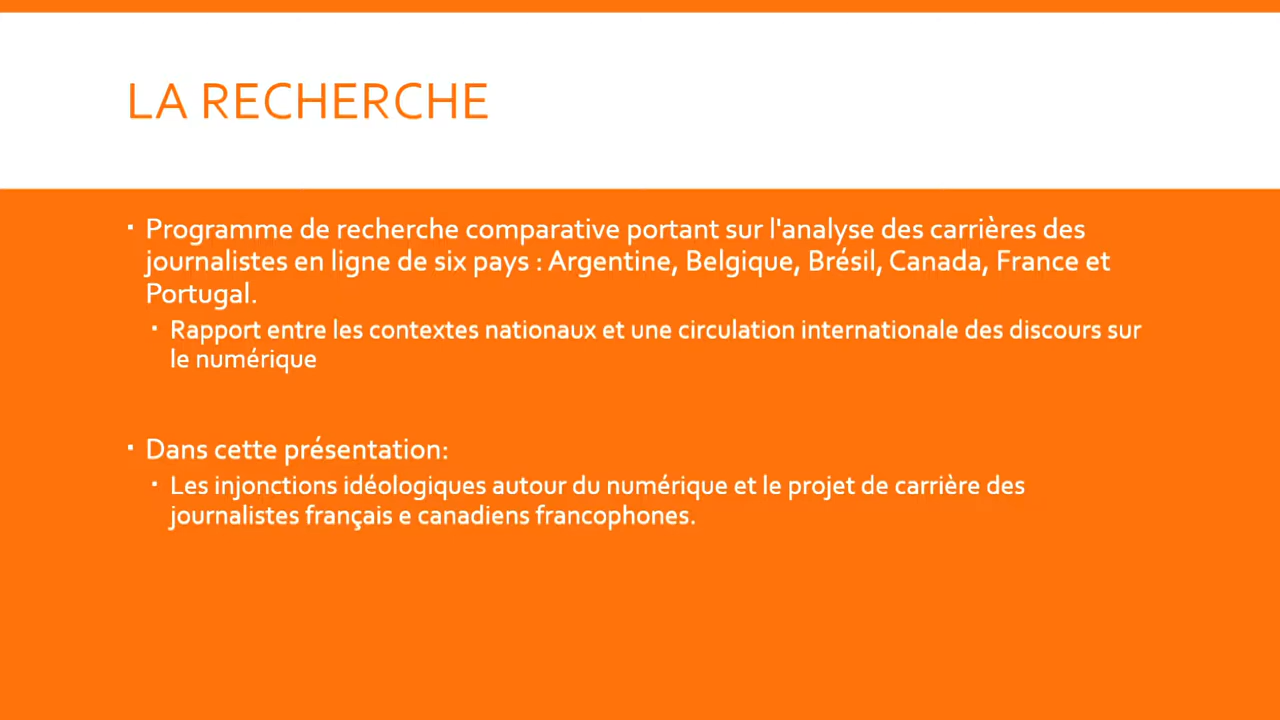 LA RECHERCHE
▪ Programme de recherche comparative portant sur l'analyse des carrières des
journalistes en ligne de six pays : Argentine, Belgique, Brésil, Canada, France et
Portugal.
▪ Rapport entre les contextes nationaux et une circulation internationale des discours sur
le numérique
▪ Dans cette présentation:
▪ Les injonctions idéologiques autour du numérique et le projet de carrière des
journalistes français e canadiens francophones.